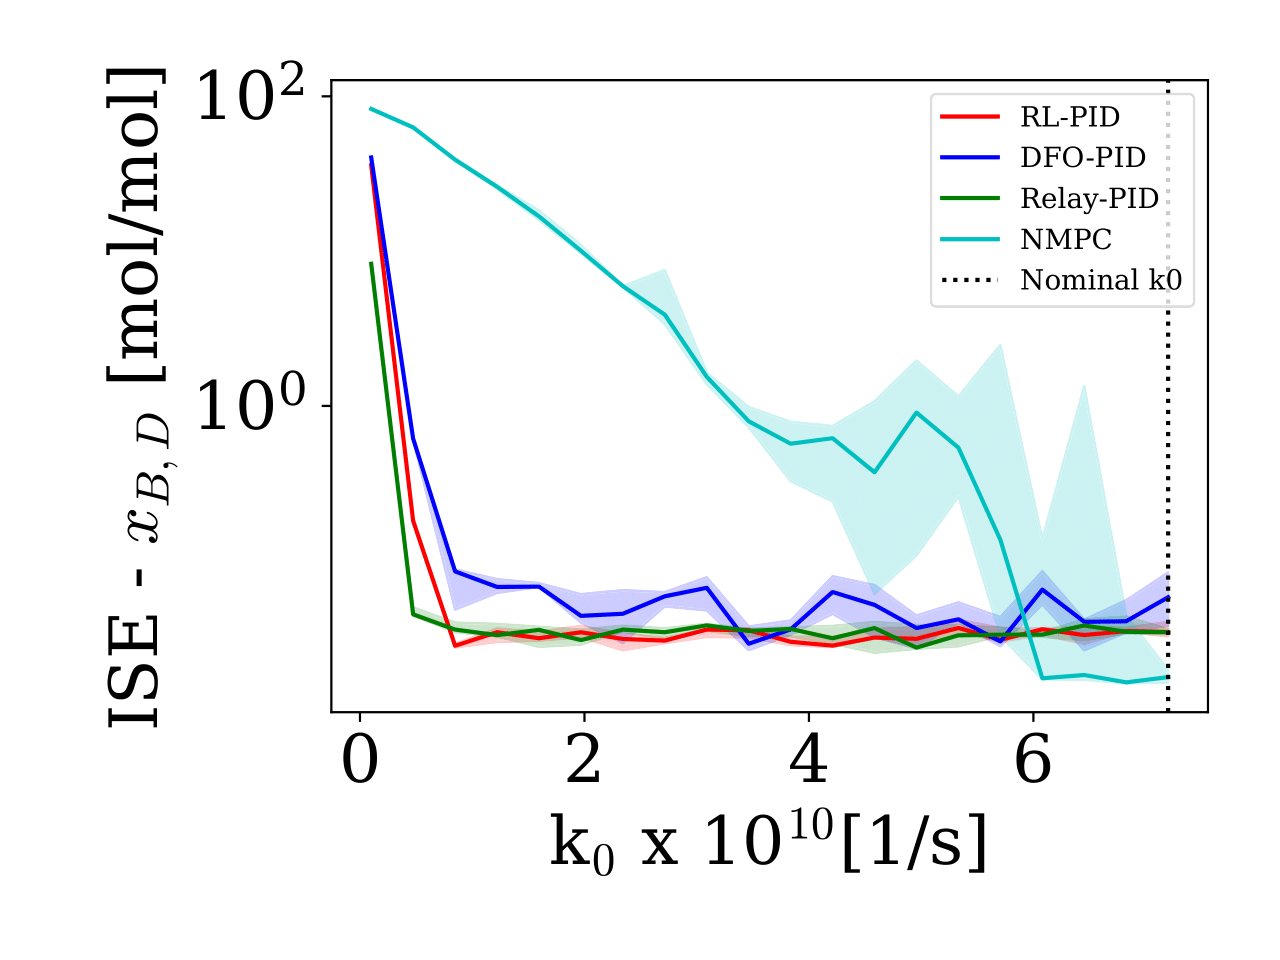 ISE - x_{B,D} [mol/mol]
10^2
10^0
RL-PID
DFO-PID
Relay-PID
NMPC
Nominal k0
0 2 4 6
k_0 x 10^{10}[1/s]